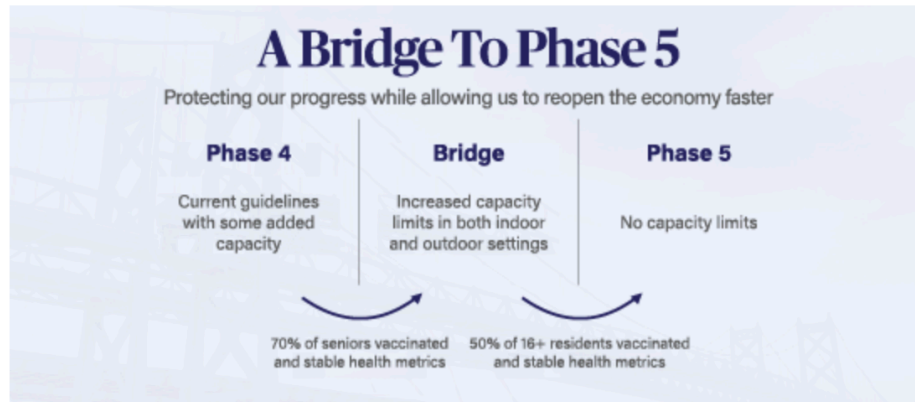 A Bridge To Phase 5
Protecting our progress while allowing us to reopen the economy faster
Phase 4
Current guidelines
with some added
capacity
Bridge
Increased capacity
limits in both indoor
and outdoor settings
Phase 5
No capacity limits
70% of seniors vaccinated
and stable health metrics
50% of 16+ residents vaccinated
and stable health metrics